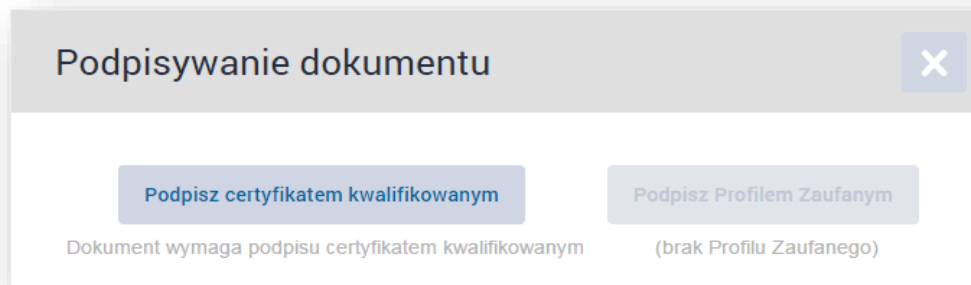 Podpisywanie dokumentu
Podpisz certyfikatem kwalifikowanym
Podpisz Profilem Zaufanym
Dokument wymaga podpisu certyfikatem kwalifikowanym
(brak Profilu Zaufanego)